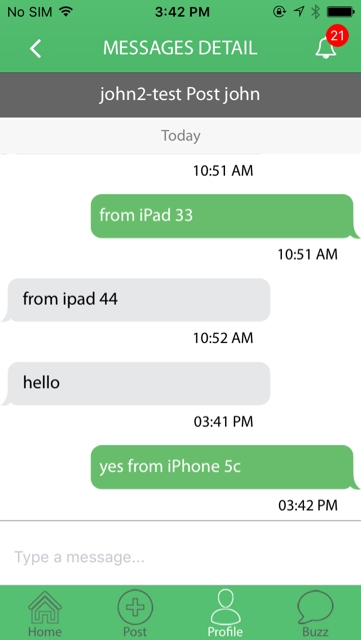 No SIM 3:42 PM
MESSAGES DETAIL 21
john2-test Post john
Today
10:51 AM
from iPad 33
10:51 AM
from ipad 44
10:52 AM
hello
03:41 PM
yes from iPhone 5c
03:42 PM
Type a message...
Home Post Profile Buzz